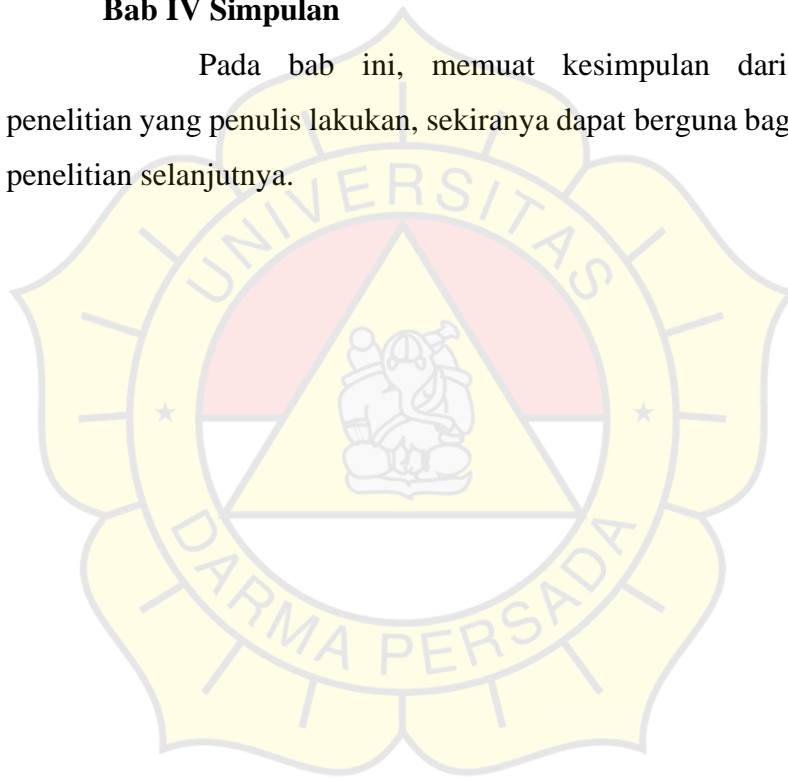 Bab IV Simpulan
Pada bab ini, memuat kesimpulan dari
penelitian yang penulis lakukan, sekiranya dapat berguna bag
penelitian selanjutnya.
UNIVERSITAS
DARMA PERSADA